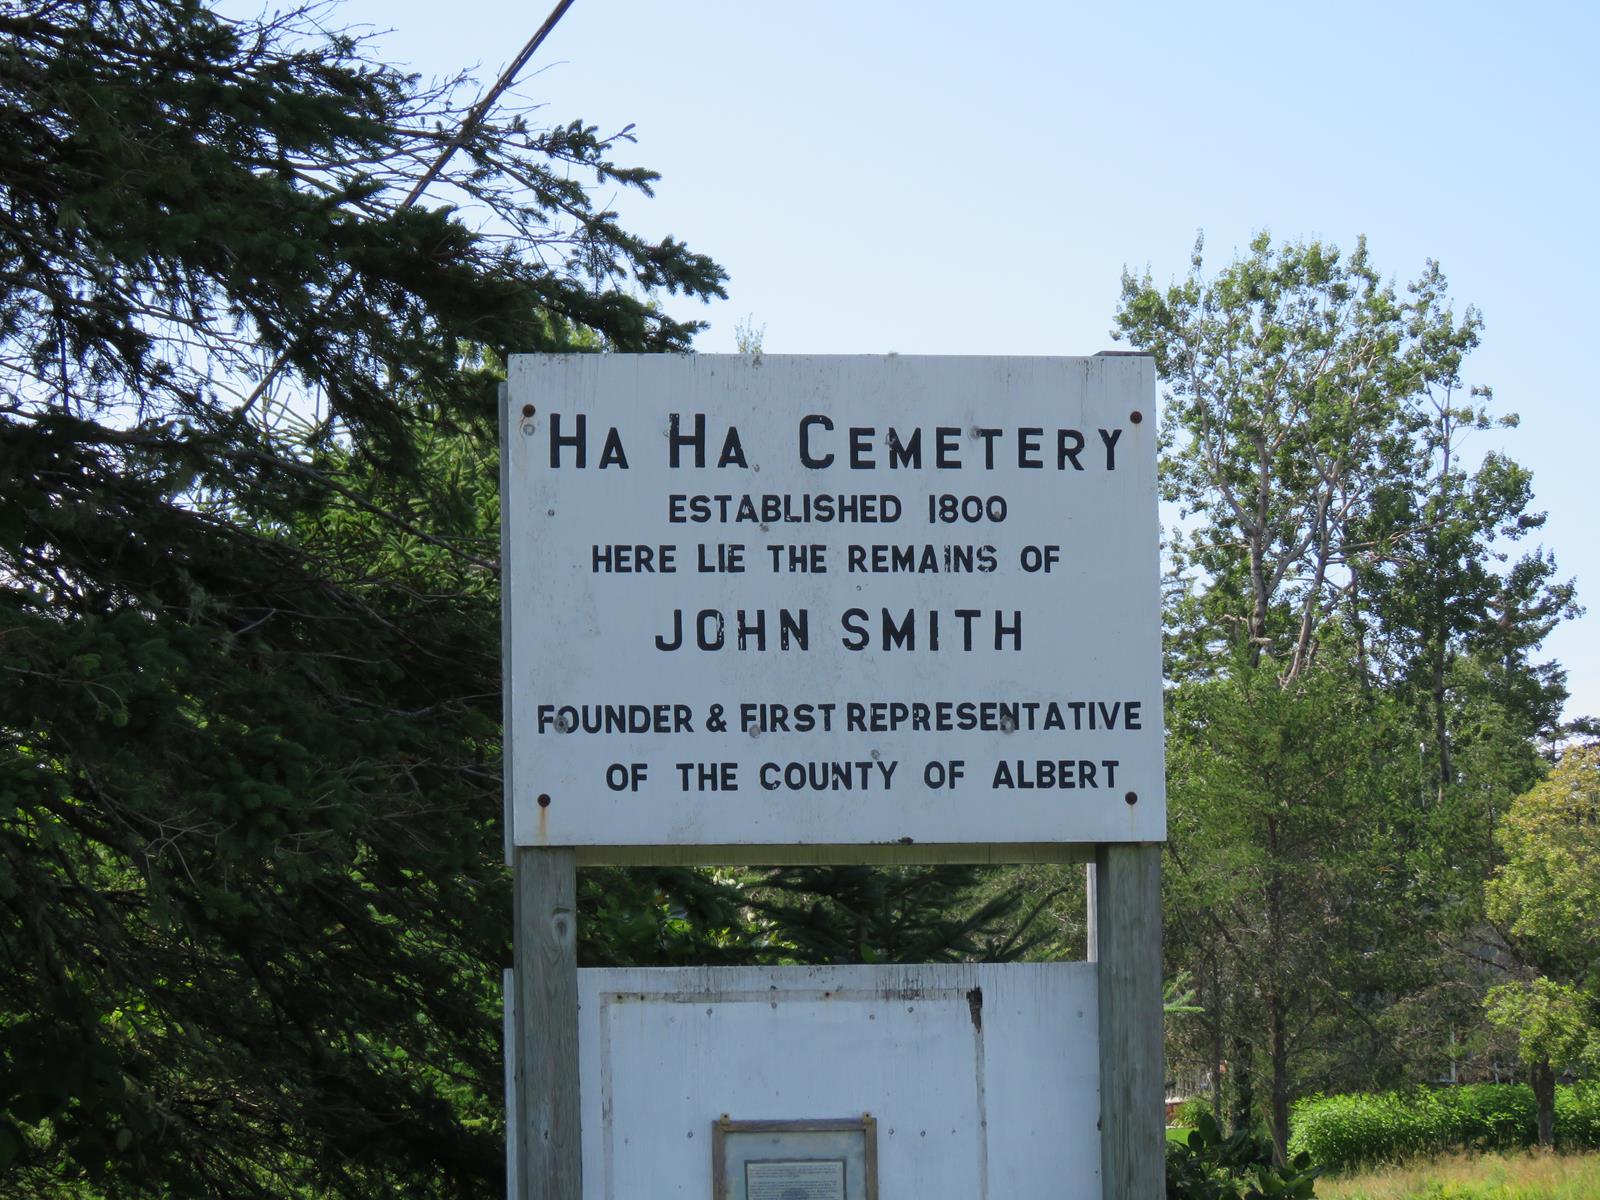 HA HA CEMETERY
ESTABLISHED 1800
HERE LIE THE REMAINS OF
JOHN SMITH
FOUNDER & FIRST REPRESENTATIVE
OF THE COUNTY OF ALBERT